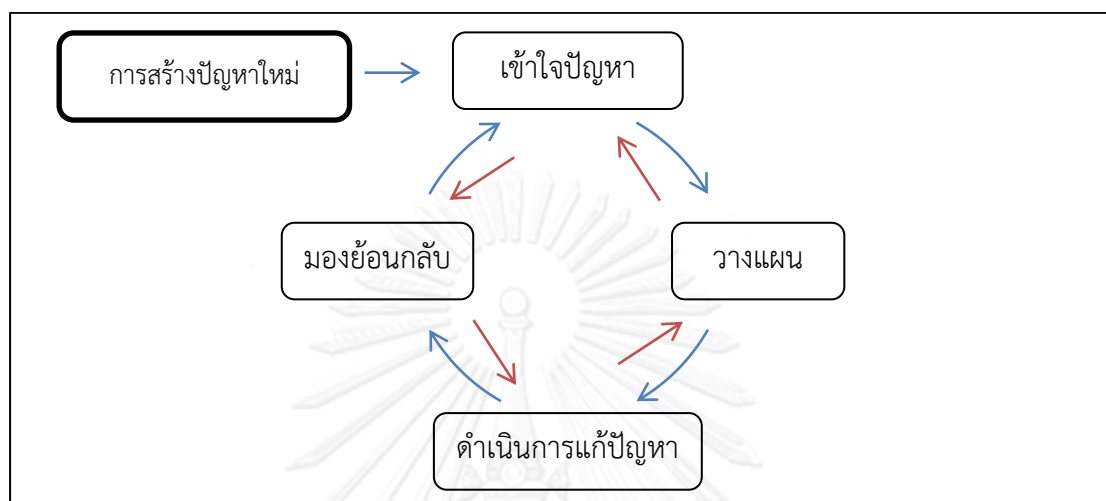 การสร้างปัญหาใหม่
เข้าใจปัญหา
มองย้อนกลับ
วางแผน
ดำเนินการแก้ปัญหา